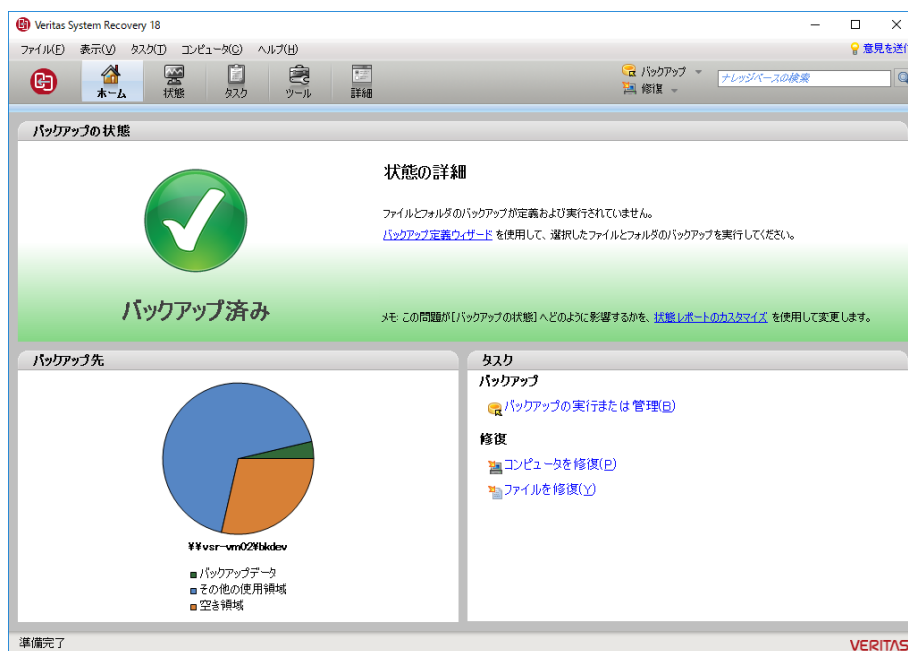 Veritas System Recovery 18
ファイル(F) 表示(V) タスク(T) コンピュータ(C) ヘルプ(H) 意見を送信
ホーム 状態 タスク ツール 詳細 バックアップ ナレッジベースの検索
修復
バックアップの状態
状態の詳細
ファイルとフォルダのバックアップが定義および実行されていません。
バックアップ定義ウィザード を使用して、選択したファイルとフォルダのバックアップを実行してください。
バックアップ済み
メモ: この問題が[バックアップの状態] へどのように影響するかを、状態レポートのカスタマイズ を使用して変更します。
バックアップ先
¥¥vsr-vm02¥bkdev
バックアップデータ
その他の使用領域
空き領域
タスク
バックアップ
バックアップの実行または管理(B)
修復
コンピュータを修復(P)
ファイルを修復(Y)
準備完了
VERITAS